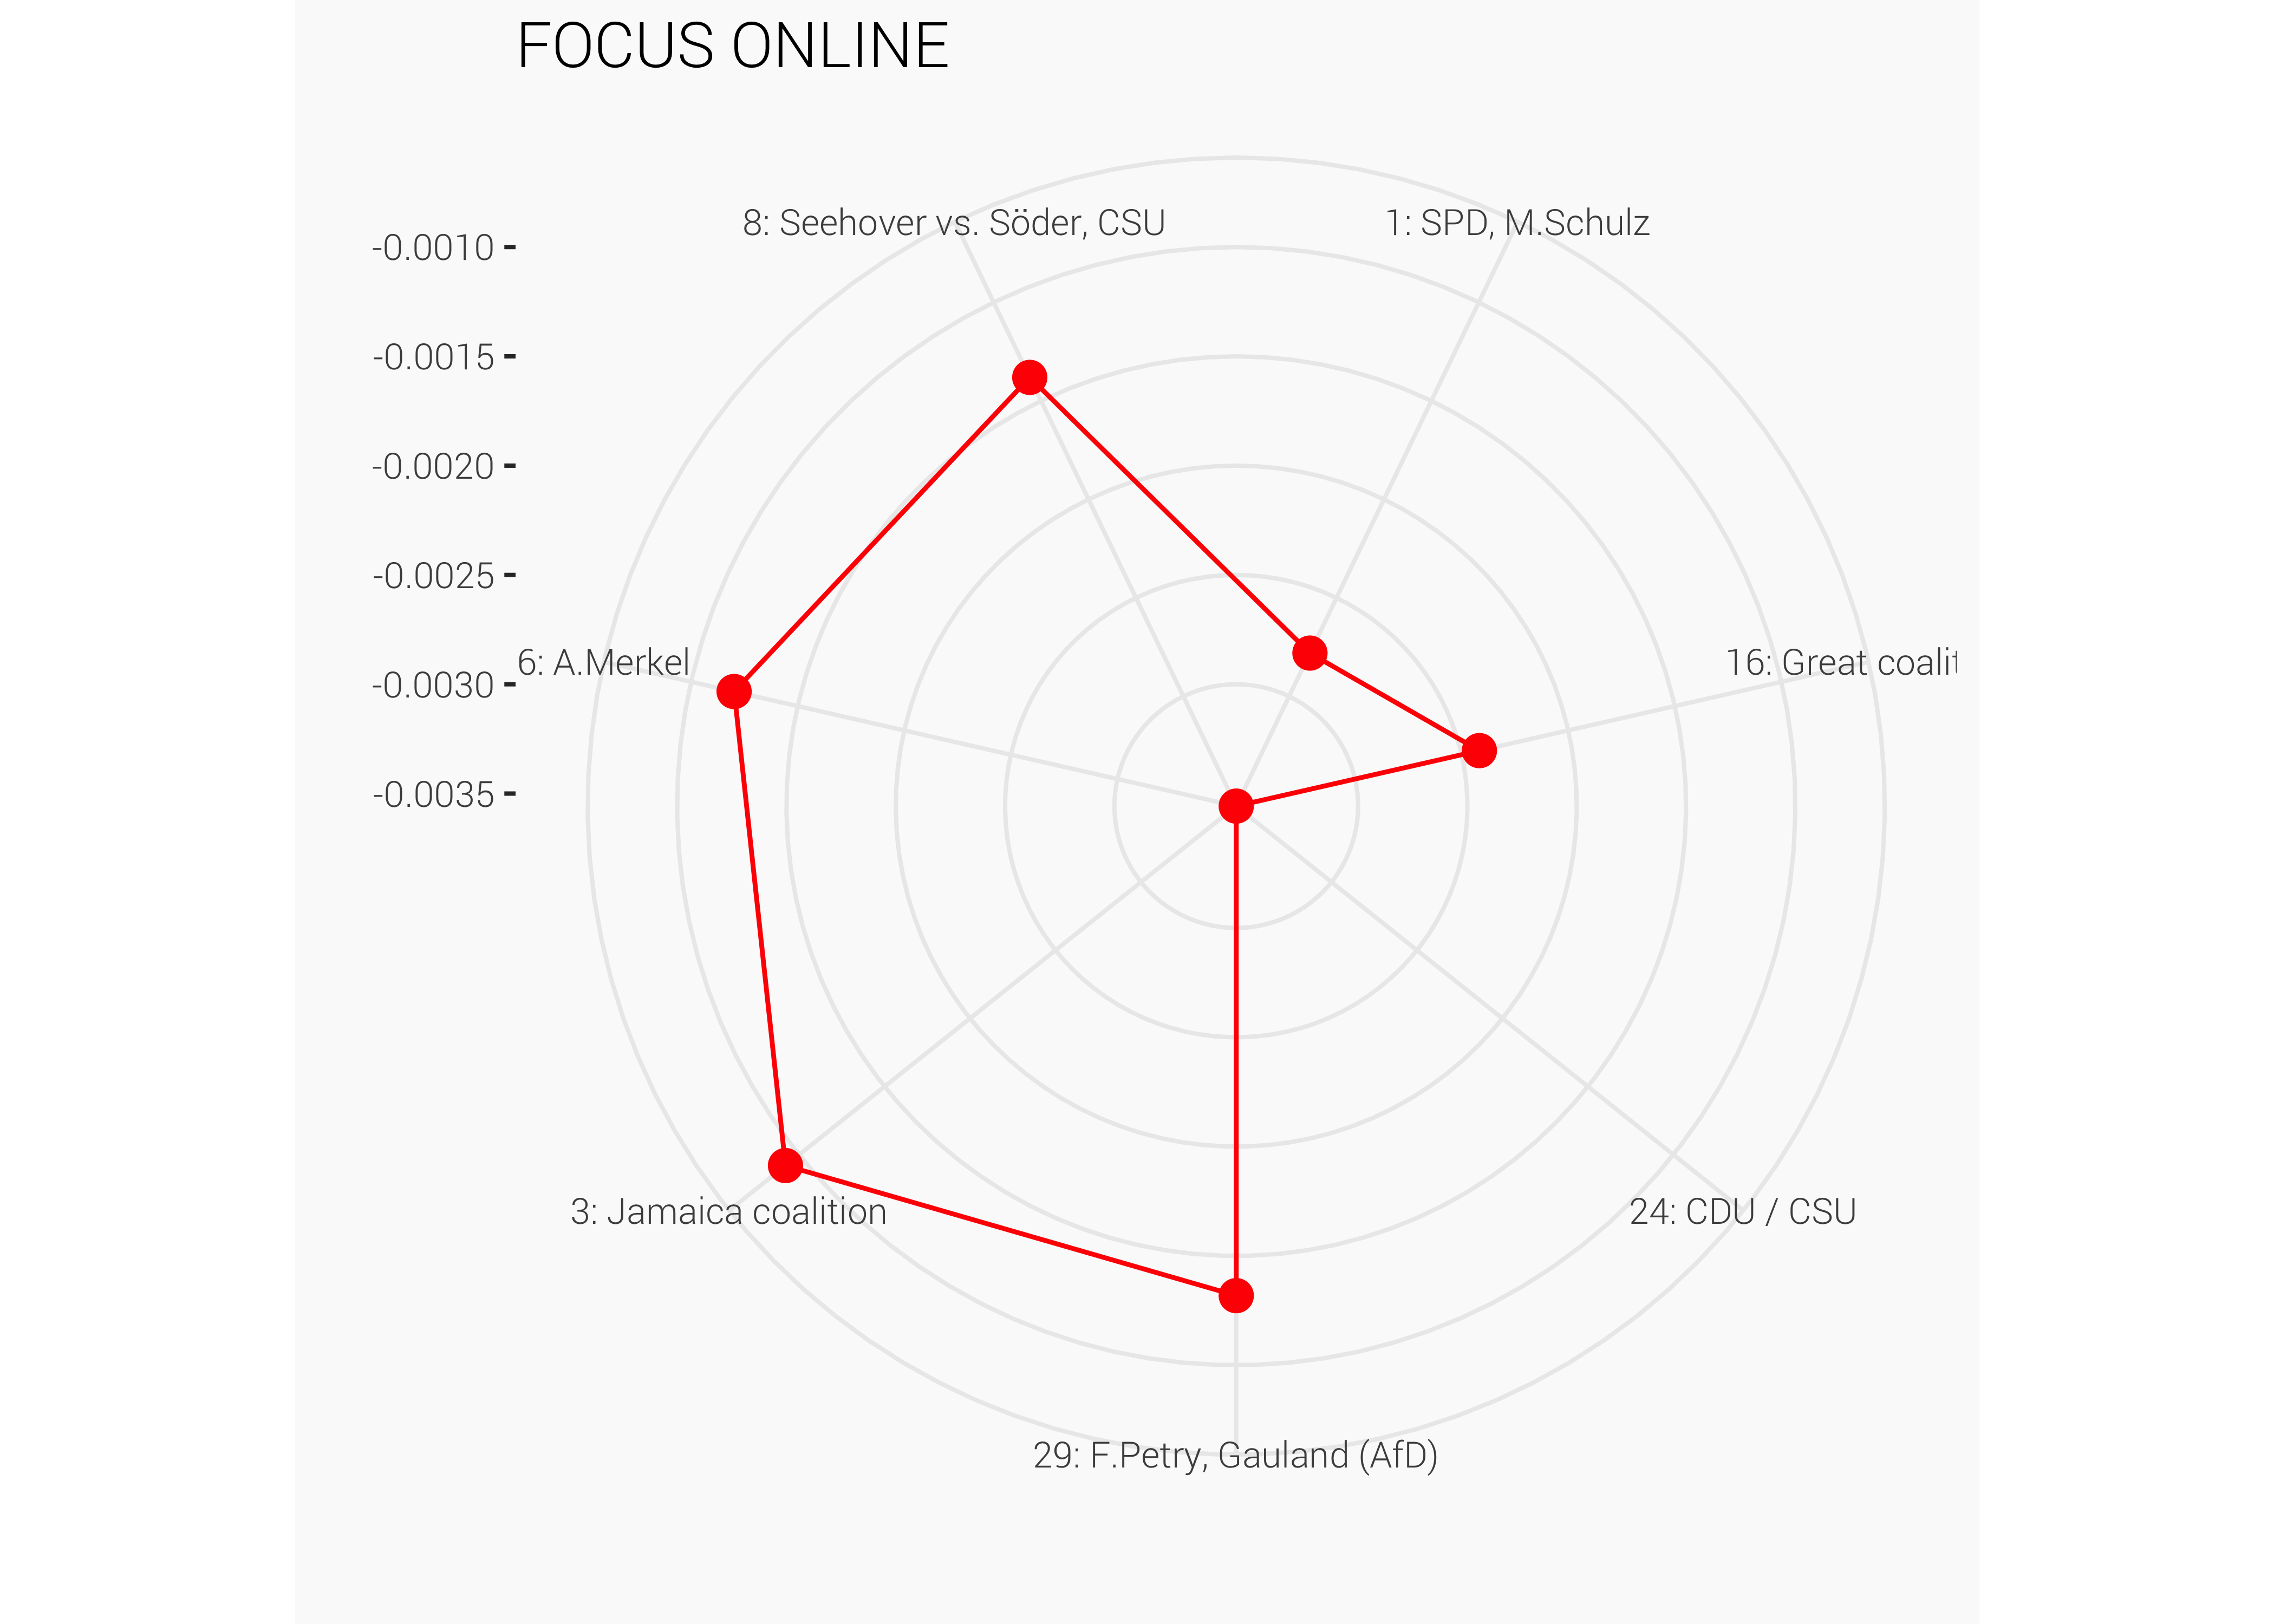 FOCUS ONLINE
8: Seehover vs. Söder, CSU
1: SPD, M.Schulz
-0.0010
-0.0015
-0.0020
-0.0025
6: A.Merkel
16: Great coalit
-0.0030
-0.0035
3: Jamaica coalition
24: CDU / CSU
29: F.Petry, Gauland (AfD)